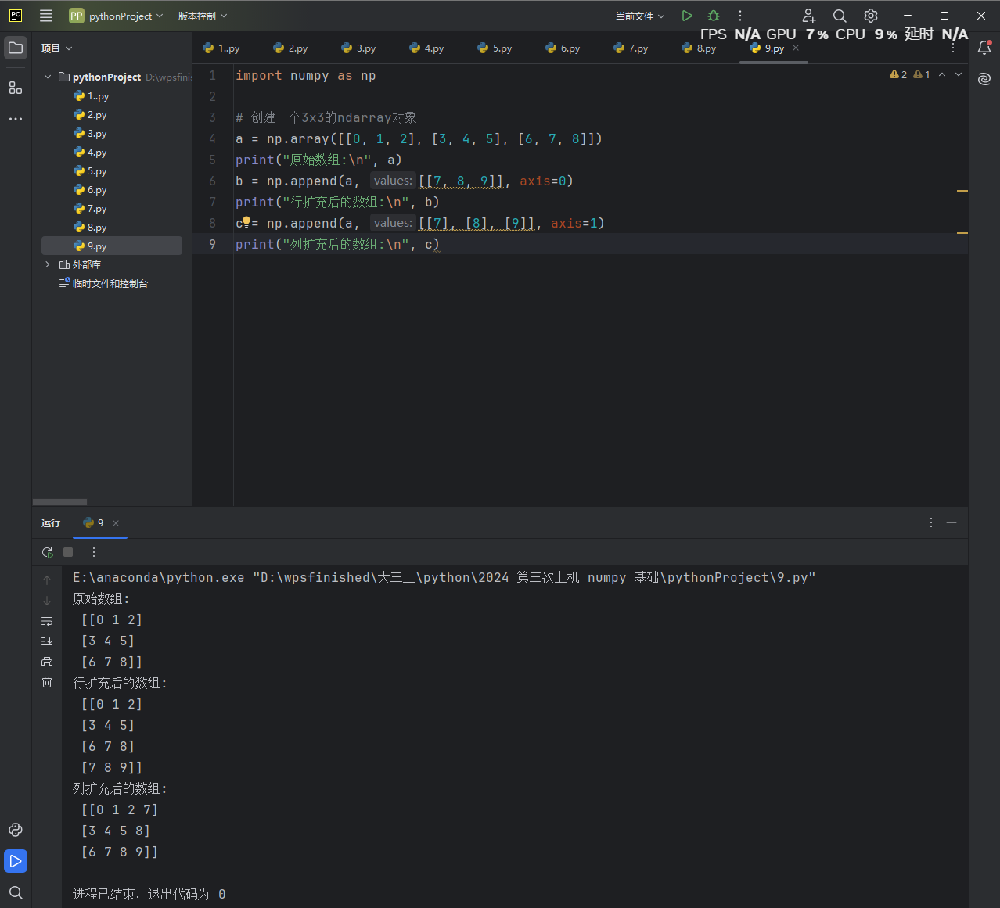 PC PP pythonProject 版本控制 当前文件
FPS N/A GPU 7% CPU 9% 延时 N/A
项目
1..py 2.py 3.py 4.py 5.py 6.py 7.py 8.py 9.py
pythonProject D:\wpsfini
1..py
2.py
3.py
4.py
5.py
6.py
7.py
8.py
9.py
外部库
临时文件和控制台
2 1
1 import numpy as np
2
3 # 创建一个3x3的ndarray对象
4 a = np.array([[0, 1, 2], [3, 4, 5], [6, 7, 8]])
5 print("原始数组:\n", a)
6 b = np.append(a, values: [[7, 8, 9]], axis=0)
7 print("行扩充后的数组:\n", b)
8 c = np.append(a, values: [[7], [8], [9]], axis=1)
9 print("列扩充后的数组:\n", c)
运行 9
E:\anaconda\python.exe "D:\wpsfinished\大三上\python\2024 第三次上机 numpy 基础\pythonProject\9.py"
原始数组:
[[0 1 2]
[3 4 5]
[6 7 8]]
行扩充后的数组:
[[0 1 2]
[3 4 5]
[6 7 8]
[7 8 9]]
列扩充后的数组:
[[0 1 2 7]
[3 4 5 8]
[6 7 8 9]]
进程已结束，退出代码为 0